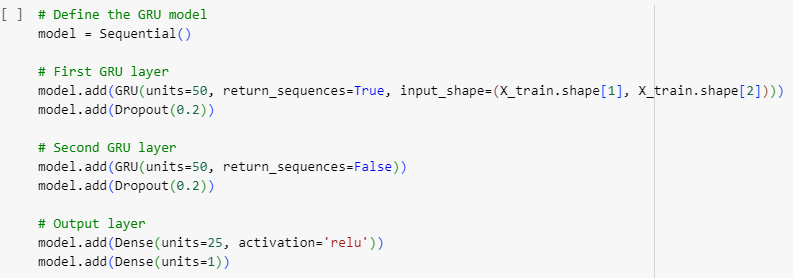 [ ] # Define the GRU model
model = Sequential()
# First GRU layer
model.add(GRU(units=50, return_sequences=True, input_shape=(X_train.shape[1], X_train.shape[2])))
model.add(Dropout(0.2))
# Second GRU layer
model.add(GRU(units=50, return_sequences=False))
model.add(Dropout(0.2))
# Output layer
model.add(Dense(units=25, activation='relu'))
model.add(Dense(units=1))